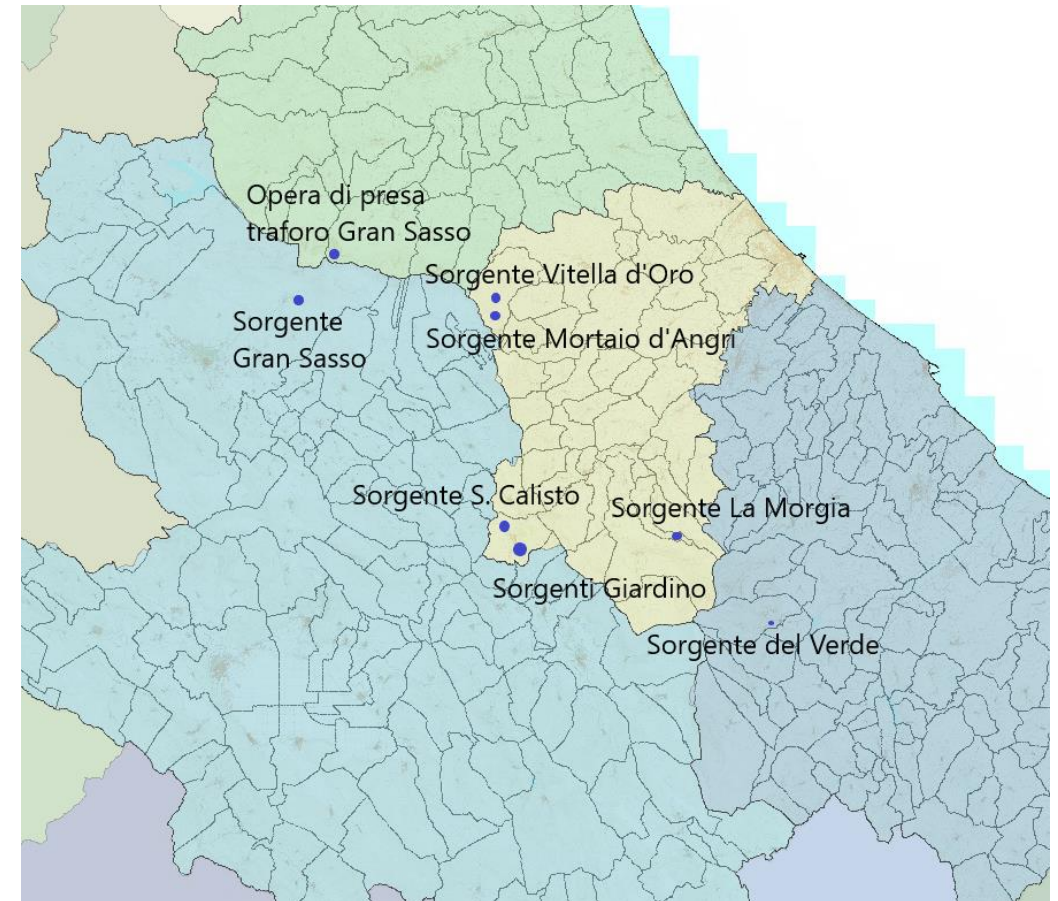 Opera di presa
traforo Gran Sasso
Sorgente Vitella d'Oro
Sorgente
Gran Sasso
Sorgente Mortaio d'Angri
Sorgente S. Calisto
Sorgente La Morgia
Sorgenti Giardino
Sorgente del Verde